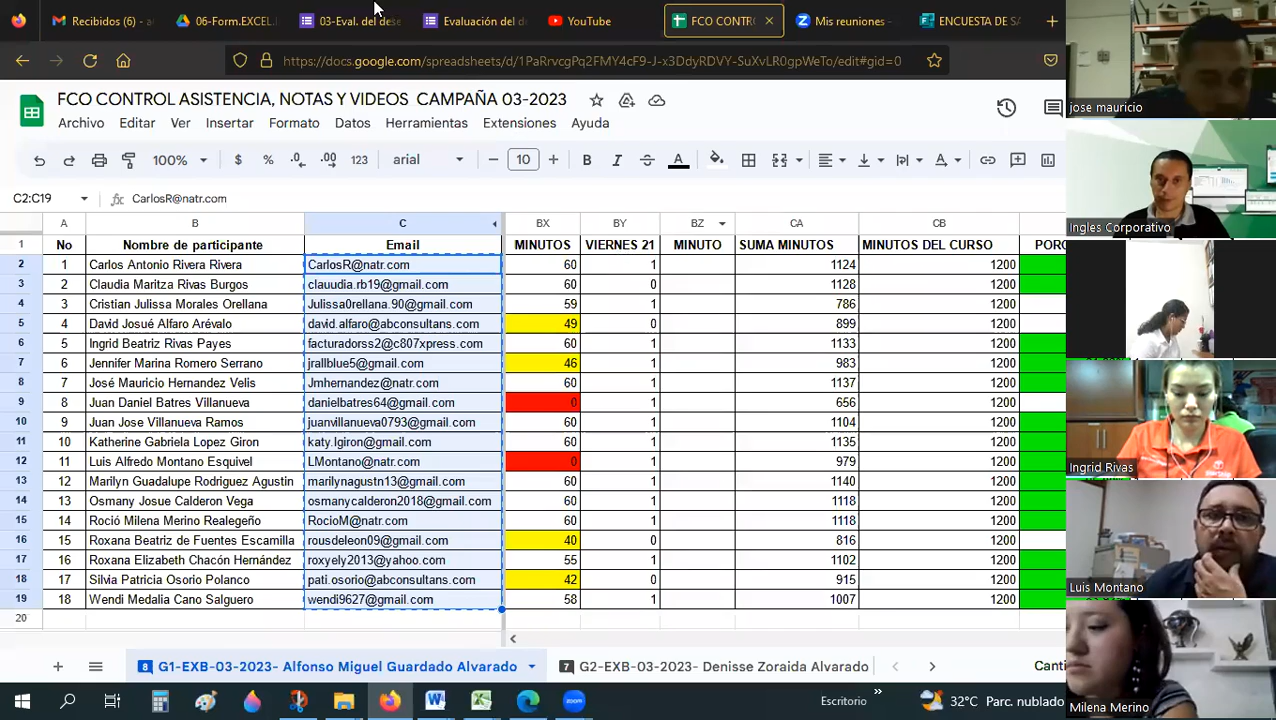 Recibidos (5) - a
06-Form.EXCEL.
03-Eval. del dese
Evaluación del d
YouTube
FCO CONTR
Mis reuniones -
ENCUESTA DE SA
https://docs.google.com/spreadsheets/d/1PaRrvcgPq2FMY4cF9-J-x3DdyRDVY-SuXvLR0gpWeTo/edit#gid=0
FCO CONTROL ASISTENCIA, NOTAS Y VIDEOS CAMPAÑA 03-2023
Archivo Editar Ver Insertar Formato Datos Herramientas Extensiones Ayuda
100% $ % .0 .00 123 arial 10 B I A
C2:C19 fx CarlosR@natr.com
A B C BX BY BZ CA CB
1 No Nombre de participante Email MINUTOS VIERNES 21 MINUTO SUMA MINUTOS MINUTOS DEL CURSO PORC
2 1 Carlos Antonio Rivera Rivera CarlosR@natr.com 60 1 1124 1200
3 2 Claudia Maritza Rivas Burgos clauudia.rb19@gmail.com 60 0 1128 1200
4 3 Cristian Julissa Morales Orellana Julissa0rellana.90@gmail.com 59 1 786 1200
5 4 David Josué Alfaro Arévalo david.alfaro@abconsultans.com 49 0 899 1200
6 5 Ingrid Beatriz Rivas Payes facturadorss2@c807xpress.com 60 1 1133 1200
7 6 Jennifer Marina Romero Serrano jrallblue5@gmail.com 46 1 983 1200
8 7 José Mauricio Hernandez Velis Jmhernandez@natr.com 60 1 1137 1200
9 8 Juan Daniel Batres Villanueva danielbatres64@gmail.com 0 1 656 1200
10 9 Juan Jose Villanueva Ramos juanvillanueva0793@gmail.com 60 1 1104 1200
11 10 Katherine Gabriela Lopez Giron katy.lgiron@gmail.com 60 1 1135 1200
12 11 Luis Alfredo Montano Esquivel LMontano@natr.com 0 1 979 1200
13 12 Marilyn Guadalupe Rodriguez Agustin marilynagustn13@gmail.com 60 1 1140 1200
14 13 Osmany Josue Calderon Vega osmanycalderon2018@gmail.com 60 1 1118 1200
15 14 Roció Milena Merino Realegeño RocioM@natr.com 60 1 1118 1200
16 15 Roxana Beatriz de Fuentes Escamilla rousdeleon09@gmail.com 40 0 816 1200
17 16 Roxana Elizabeth Chacón Hernández roxyely2013@yahoo.com 55 1 1102 1200
18 17 Silvia Patricia Osorio Polanco pati.osorio@abconsultans.com 42 0 915 1200
19 18 Wendi Medalia Cano Salguero wendi9627@gmail.com 58 1 1007 1200
20
8 G1-EXB-03-2023- Alfonso Miguel Guardado Alvarado 7 G2-EXB-03-2023- Denisse Zoraida Alvarado Canti
Escritorio 32°C Parc. nublado
jose mauricio
Ingles Corporativo
Ingrid Rivas
Luis Montano
Milena Merino